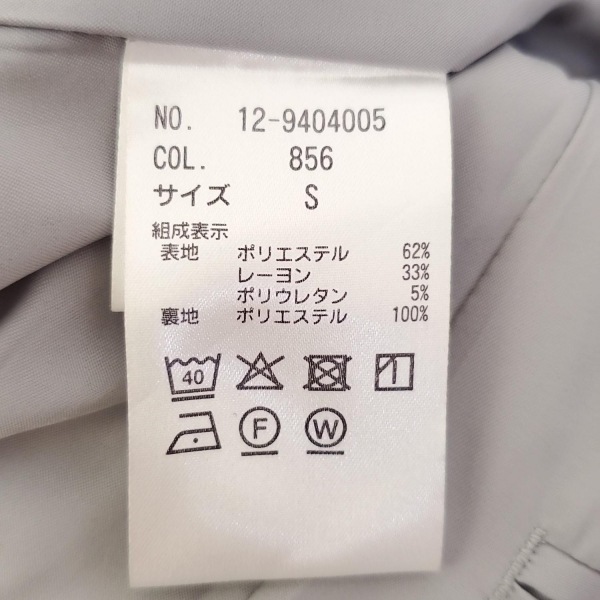 NO. 12-9404005
COL. 856
サイズ S
組成表示
表地 ポリエステル 62%
レーヨン 33%
ポリウレタン 5%
裏地 ポリエステル 100%
40
F W